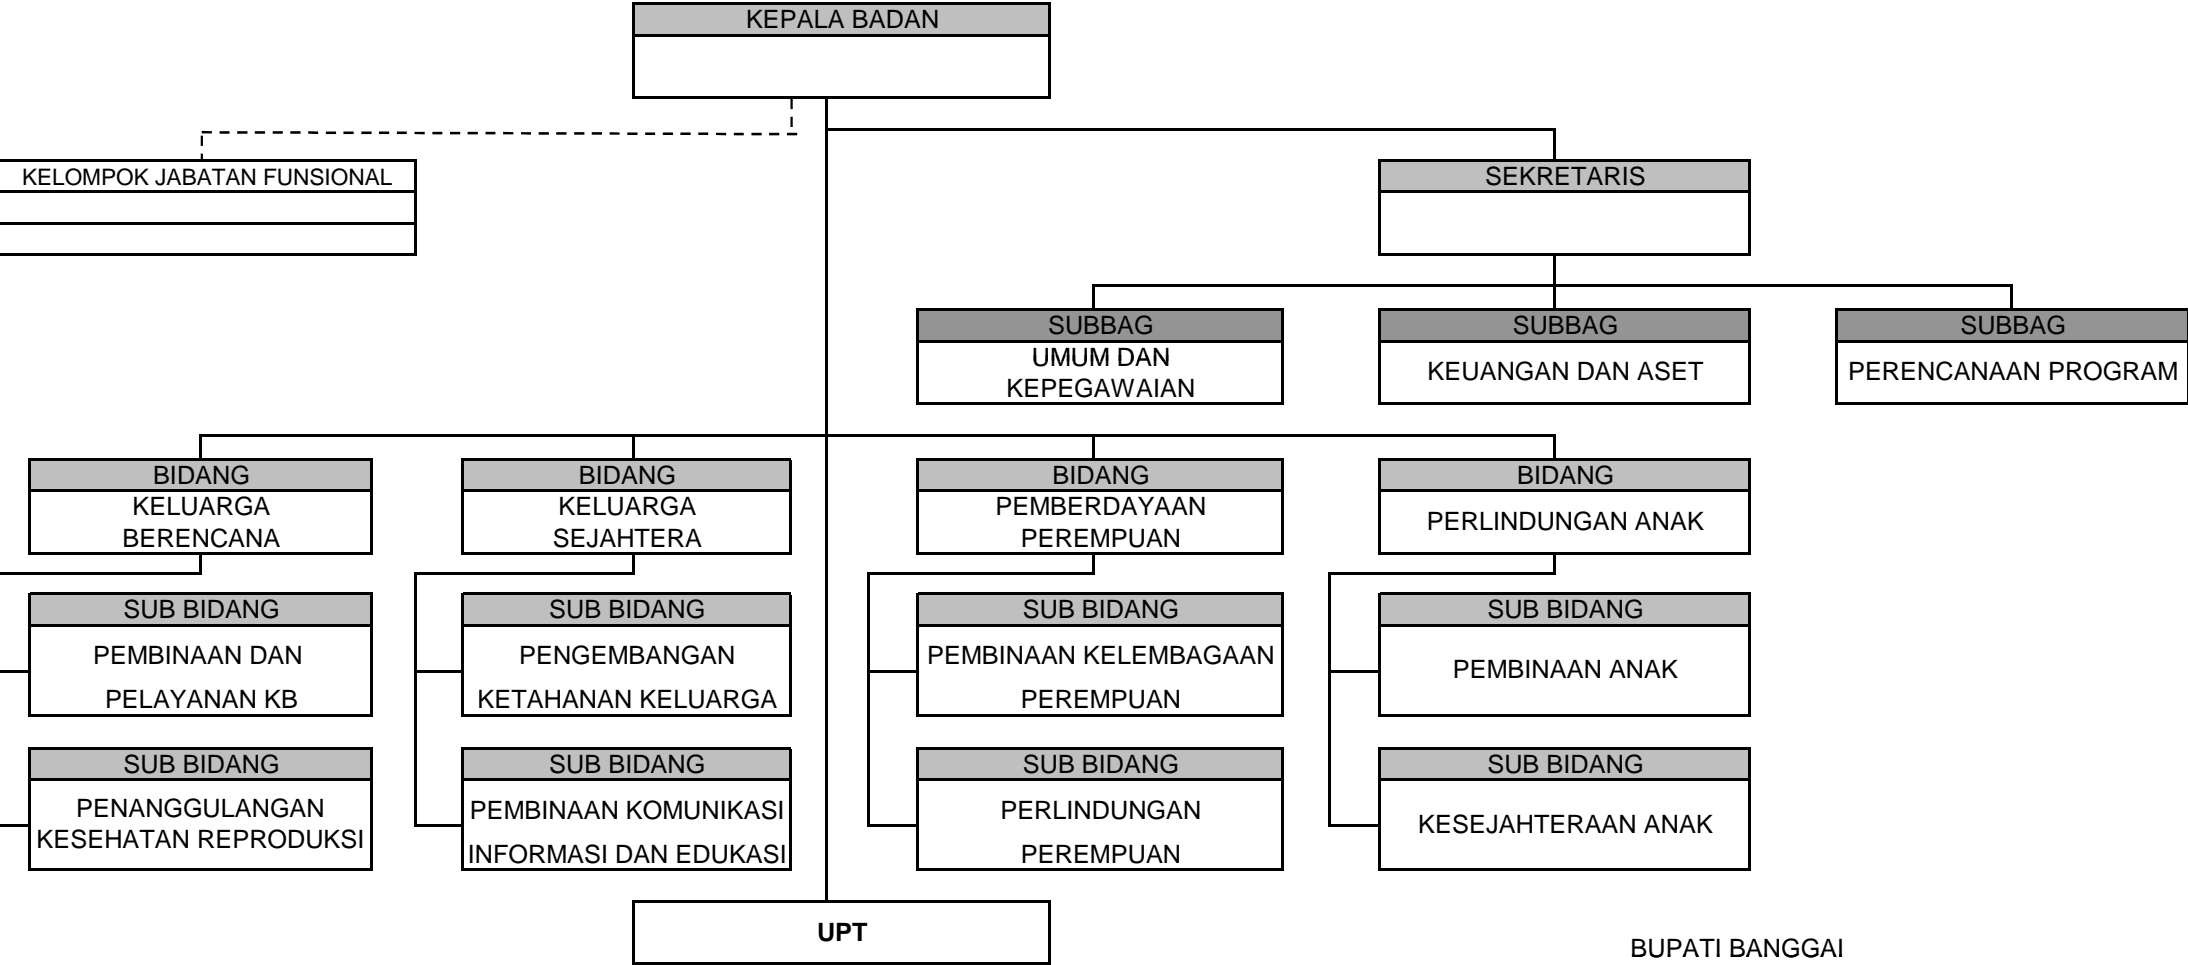 KEPALA BADAN
KELOMPOK JABATAN FUNSIONAL
SEKRETARIS
SUBBAG
UMUM DAN
KEPEGAWAIAN
SUBBAG
KEUANGAN DAN ASET
SUBBAG
PERENCANAAN PROGRAM
BIDANG
KELUARGA
BERENCANA
BIDANG
KELUARGA
SEJAHTERA
BIDANG
PEMBERDAYAAN
PEREMPUAN
BIDANG
PERLINDUNGAN ANAK
SUB BIDANG
PEMBINAAN DAN
PELAYANAN KB
SUB BIDANG
PENGEMBANGAN
KETAHANAN KELUARGA
SUB BIDANG
PEMBINAAN KELEMBAGAAN
PEREMPUAN
SUB BIDANG
PEMBINAAN ANAK
SUB BIDANG
PENANGGULANGAN
KESEHATAN REPRODUKSI
SUB BIDANG
PEMBINAAN KOMUNIKASI
INFORMASI DAN EDUKASI
SUB BIDANG
PERLINDUNGAN
PEREMPUAN
SUB BIDANG
KESEJAHTERAAN ANAK
UPT
BUPATI BANGGAI